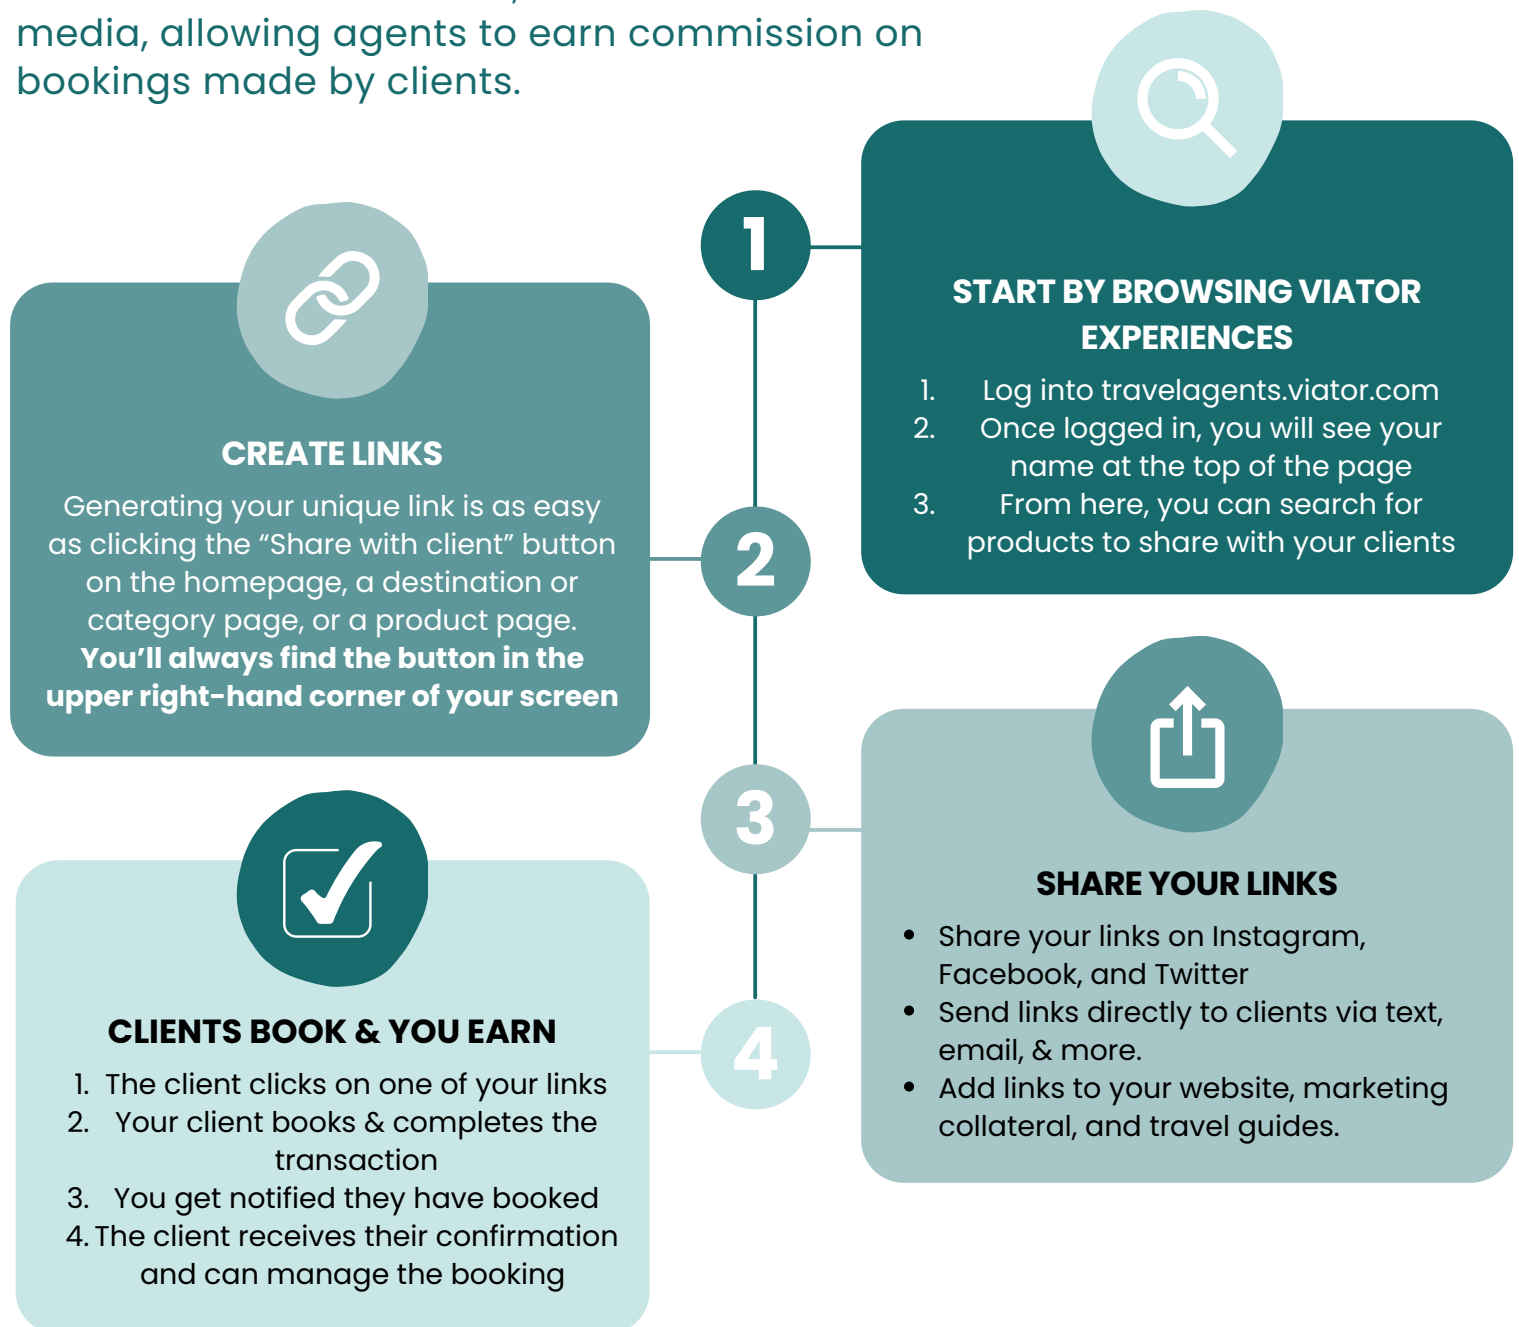 media, allowing agents to earn commission on
bookings made by clients.
1
START BY BROWSING VIATOR
EXPERIENCES
1. Log into travelagents.viator.com
2. Once logged in, you will see your
name at the top of the page
3. From here, you can search for
products to share with your clients
2
CREATE LINKS
Generating your unique link is as easy
as clicking the “Share with client” button
on the homepage, a destination or
category page, or a product page.
You’ll always find the button in the
upper right-hand corner of your screen
3
SHARE YOUR LINKS
• Share your links on Instagram,
Facebook, and Twitter
• Send links directly to clients via text,
email, & more.
• Add links to your website, marketing
collateral, and travel guides.
4
CLIENTS BOOK & YOU EARN
1. The client clicks on one of your links
2. Your client books & completes the
transaction
3. You get notified they have booked
4. The client receives their confirmation
and can manage the booking